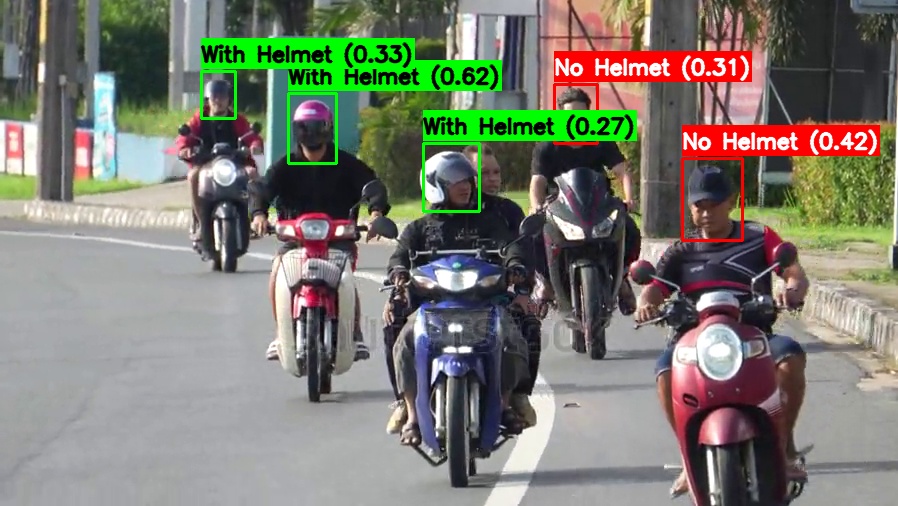 With Helmet (0.33)
With Helmet (0.62)
No Helmet (0.31)
With Helmet (0.27)
No Helmet (0.42)